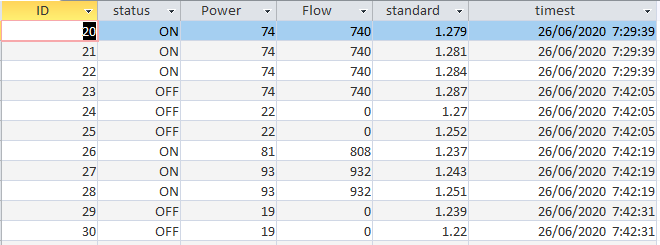 ID status Power Flow standard timest
20 ON 74 740 1.279 26/06/2020 7:29:39
21 ON 74 740 1.281 26/06/2020 7:29:39
22 ON 74 740 1.284 26/06/2020 7:29:39
23 OFF 74 740 1.287 26/06/2020 7:42:05
24 OFF 22 0 1.27 26/06/2020 7:42:05
25 OFF 22 0 1.252 26/06/2020 7:42:05
26 ON 81 808 1.237 26/06/2020 7:42:19
27 ON 93 932 1.243 26/06/2020 7:42:19
28 ON 93 932 1.251 26/06/2020 7:42:19
29 OFF 19 0 1.239 26/06/2020 7:42:31
30 OFF 19 0 1.22 26/06/2020 7:42:31